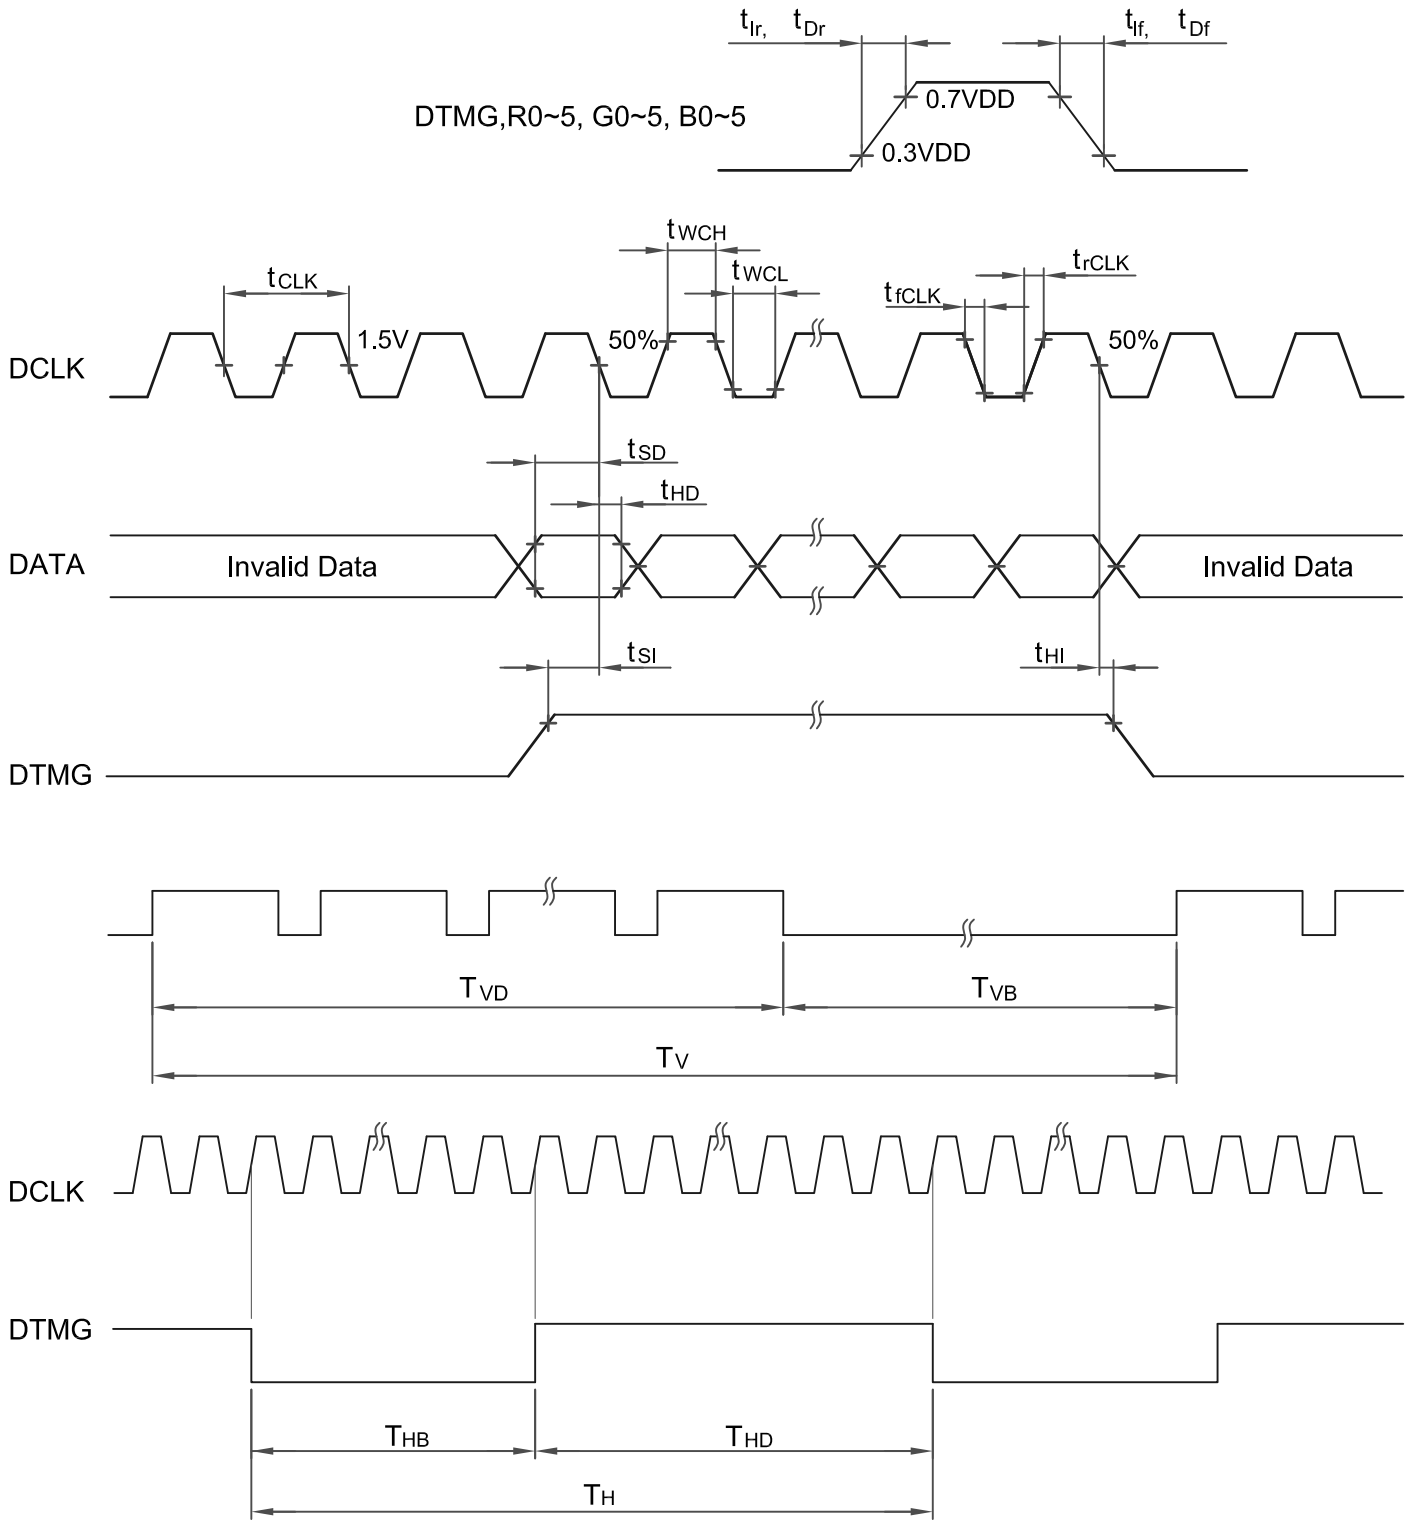 tIr, tDr tIf, tDf
DTMG,R0~5, G0~5, B0~5
0.7VDD
0.3VDD
tWCH
tCLK tWCL tfCLK trCLK
DCLK 1.5V 50% 50%
tSD
tHD
DATA Invalid Data Invalid Data
tSI tHI
DTMG
TVD TVB
TV
DCLK
DTMG
THB THD
TH